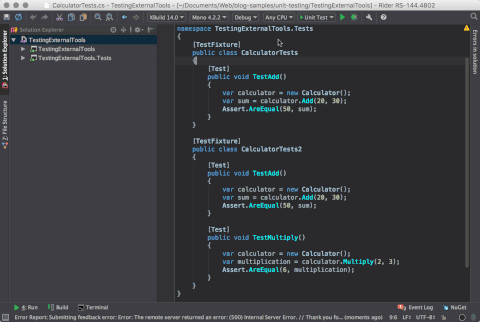 CalculatorTests.cs - TestingExternalTools - [~/Documents/Web/blog-samples/unit-testing/TestingExternalTools] - Rider RS-144.4802
XBuild 14.0
Mono 4.2.2
Debug
Any CPU
Unit Test
Solution Explorer
1: Solution Explorer
7: File Structure
TestingExternalTools
TestingExternalTools
TestingExternalTools.Tests
namespace TestingExternalTools.Tests
{
[TestFixture]
public class CalculatorTests
{
[Test]
public void TestAdd()
{
var calculator = new Calculator();
var sum = calculator.Add(20, 30);
Assert.AreEqual(50, sum);
}
}
[TestFixture]
public class CalculatorTests2
{
[Test]
public void TestAdd()
{
var calculator = new Calculator();
var sum = calculator.Add(20, 30);
Assert.AreEqual(50, sum);
}
[Test]
public void TestMultiply()
{
var calculator = new Calculator();
var multiplication = calculator.Multiply(2, 3);
Assert.AreEqual(6, multiplication);
}
}
}
Errors in solution
4: Run
Build
Terminal
Event Log
NuGet
Error Report: Submitting feedback error: Error: The remote server returned an error: (500) Internal Server Error. // Thank you fo... (moments ago)
9:6
LF÷
UTF-8÷